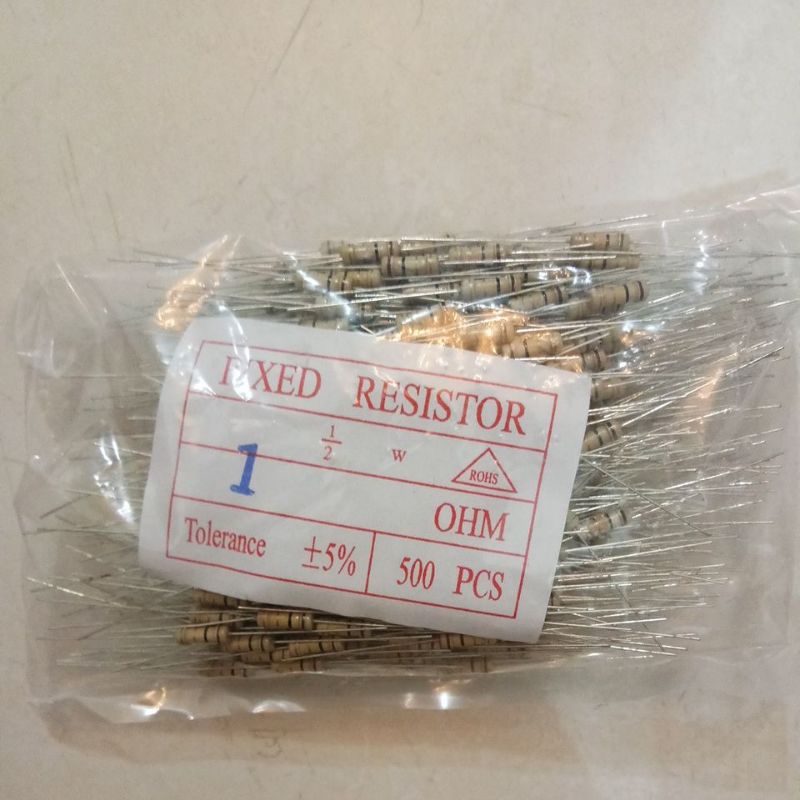 FIXED RESISTOR
1/2 W ROHS
1 OHM
Tolerance ±5% 500 PCS